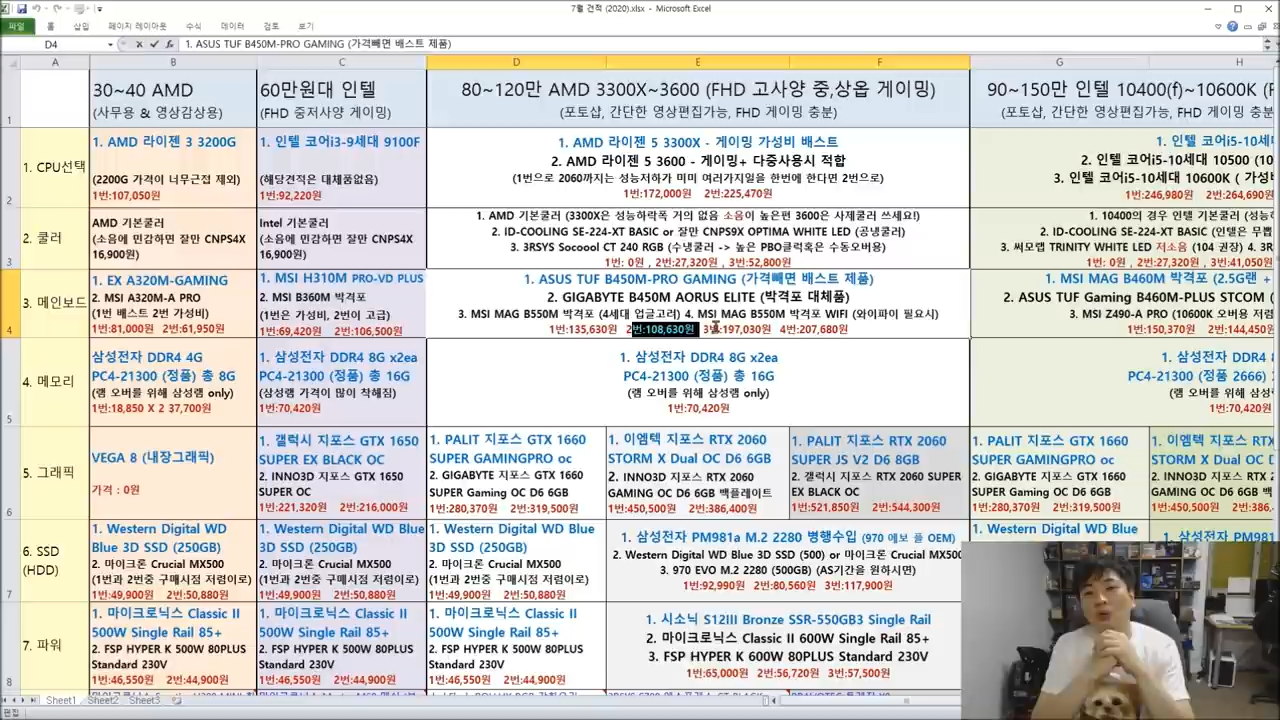 7월 견적 (2020).xlsx - Microsoft Excel
파일 홈 삽입 페이지 레이아웃 수식 데이터 검토 보기
D4 1. ASUS TUF B450M-PRO GAMING (가격빼면 배스트 제품)
A B C D E F G H
1 30~40 AMD 60만원대 인텔 80~120만 AMD 3300X~3600 (FHD 고사양 중,상옵 게이밍) 90~150만 인텔 10400(f)~10600K (F
(사무용 & 영상감상용) (FHD 중저사양 게이밍) (포토샵, 간단한 영상편집가능, FHD 게이밍 충분) (포토샵, 간단한 영상편집가능, FHD 게이밍 충분)
2 1. CPU선택
1. AMD 라이젠 3 3200G
(2200G 가격이 너무근접 제외)
1번:107,050원
1. 인텔 코어i3-9세대 9100F
(해당견적은 대체품없음)
1번:92,220원
1. AMD 라이젠 5 3300X - 게이밍 가성비 배스트
2. AMD 라이젠 5 3600 - 게이밍+ 다중사용시 적합
(1번으로 2060까지는 성능저하가 미미 여러가지일을 한번에 한다면 2번으로)
1번:172,000원 2번:225,470원
1. 인텔 코어i5-10세
2. 인텔 코어i5-10세대 10500 (10
3. 인텔 코어i5-10세대 10600K ( 가성
1번:246,980원 2번:264,690원
3 2. 쿨러
AMD 기본쿨러
(소음에 민감하면 잘만 CNPS4X
16,900원)
Intel 기본쿨러
(소음에 민감하면 잘만 CNPS4X
16,900원)
1. AMD 기본쿨러 (3300X은 성능하락폭 거의 없음 소음이 높은편 3600은 사제쿨러 쓰세요!)
2. ID-COOLING SE-224-XT BASIC or 잘만 CNPS9X OPTIMA WHITE LED (공냉쿨러)
3. 3RSYS Socoool CT 240 RGB (수냉쿨러 -> 높은 PBO클럭혹은 수동오버용)
1번: 0원 , 2번:27,320원 , 3번:52,800원
1. 10400의 경우 인텔 기본쿨러 (성능
2. ID-COOLING SE-224-XT BASIC (인텔은 무뽑
3. 써모랩 TRINITY WHITE LED 저소음 (104 권장) 4. 3R
1번: 0원 , 2번:27,320원 , 3번:41,050원
4 3. 메인보드
1. EX A320M-GAMING
2. MSI A320M-A PRO
(1번 배스트 2번 가성비)
1번:81,000원 2번:61,950원
1. MSI H310M PRO-VD PLUS
2. MSI B360M 박격포
(1번은 가성비, 2번이 고급)
1번:69,420원 2번:106,500원
1. ASUS TUF B450M-PRO GAMING (가격빼면 배스트 제품)
2. GIGABYTE B450M AORUS ELITE (박격포 대체품)
3. MSI MAG B550M 박격포 (4세대 업글고려) 4. MSI MAG B550M 박격포 WIFI (와이파이 필요시)
1번:135,630원 2번:108,630원 3번:197,030원 4번:207,680원
1. MSI MAG B460M 박격포 (2.5G랜 +
2. ASUS TUF Gaming B460M-PLUS STCOM (
3. MSI Z490-A PRO (10600K 오버용 저렴
1번:150,370원 2번:144,450원
5 4. 메모리
삼성전자 DDR4 4G
PC4-21300 (정품) 총 8G
(램 오버를 위해 삼성램 only)
1번:18,850 X 2 37,700원
1. 삼성전자 DDR4 8G x2ea
PC4-21300 (정품) 총 16G
(삼성램 가격이 많이 착해짐)
1번:70,420원
1. 삼성전자 DDR4 8G x2ea
PC4-21300 (정품) 총 16G
(램 오버를 위해 삼성램 only)
1번:70,420원
1. 삼성전자 DDR4 8
PC4-21300 (정품 2666) x
(램 오버를 위해 삼성
1번:70,420원
6 5. 그래픽
VEGA 8 (내장그래픽)
가격 : 0원
1. 갤럭시 지포스 GTX 1650
SUPER EX BLACK OC
2. INNO3D 지포스 GTX 1650
SUPER OC
1번:221,320원 2번:216,000원
1. PALIT 지포스 GTX 1660
SUPER GAMINGPRO oc
2. GIGABYTE 지포스 GTX 1660
SUPER Gaming OC D6 6GB
1번:280,370원 2번:319,500원
1. 이엠텍 지포스 RTX 2060
STORM X Dual OC D6 6GB
2. INNO3D 지포스 RTX 2060
GAMING OC D6 6GB 백플레이트
1번:450,500원 2번:386,400원
1. PALIT 지포스 RTX 2060
SUPER JS V2 D6 8GB
2. 갤럭시 지포스 RTX 2060 SUPER
EX BLACK OC
1번:521,850원 2번:544,300원
1. PALIT 지포스 GTX 1660
SUPER GAMINGPRO oc
2. GIGABYTE 지포스 GTX 1660
SUPER Gaming OC D6 6GB
1번:280,370원 2번:319,500원
1. 이엠텍 지포스 RTX
STORM X Dual OC D
2. INNO3D 지포스 RTX
GAMING OC D6 6GB 백
1번:450,500원 2번:386,
7 6. SSD
(HDD)
1. Western Digital WD
Blue 3D SSD (250GB)
2. 마이크론 Crucial MX500
(1번과 2번중 구매시점 저렴이로)
1번:49,900원 2번:50,880원
1. Western Digital WD Blue
3D SSD (250GB)
2. 마이크론 Crucial MX500
(1번과 2번중 구매시점 저렴이로)
1번:49,900원 2번:50,880원
1. Western Digital WD Blue
3D SSD (250GB)
2. 마이크론 Crucial MX500
(1번과 2번중 구매시점 저렴이로)
1번:49,900원 2번:50,880원
1. 삼성전자 PM981a M.2 2280 병행수입 (970 에보 플 OEM)
2. Western Digital WD Blue 3D SSD (500) or 마이크론 Crucial MX500
3. 970 EVO M.2 2280 (500GB) (AS기간을 원하시면)
1번:92,990원 2번:80,560원 3번:117,900원
1. Western Digital WD Blue
1. 삼성전자 PM981
8 7. 파워
1. 마이크로닉스 Classic II
500W Single Rail 85+
2. FSP HYPER K 500W 80PLUS
Standard 230V
1번:46,550원 2번:44,900원
1. 마이크로닉스 Classic II
500W Single Rail 85+
2. FSP HYPER K 500W 80PLUS
Standard 230V
1번:46,550원 2번:44,900원
1. 마이크로닉스 Classic II
500W Single Rail 85+
2. FSP HYPER K 500W 80PLUS
Standard 230V
1번:46,550원 2번:44,900원
1. 시소닉 S12III Bronze SSR-550GB3 Single Rail
2. 마이크로닉스 Classic II 600W Single Rail 85+
3. FSP HYPER K 600W 80PLUS Standard 230V
1번:65,000원 2번:56,720원 3번:57,500원
Sheet1 Sheet2 Sheet3
편집